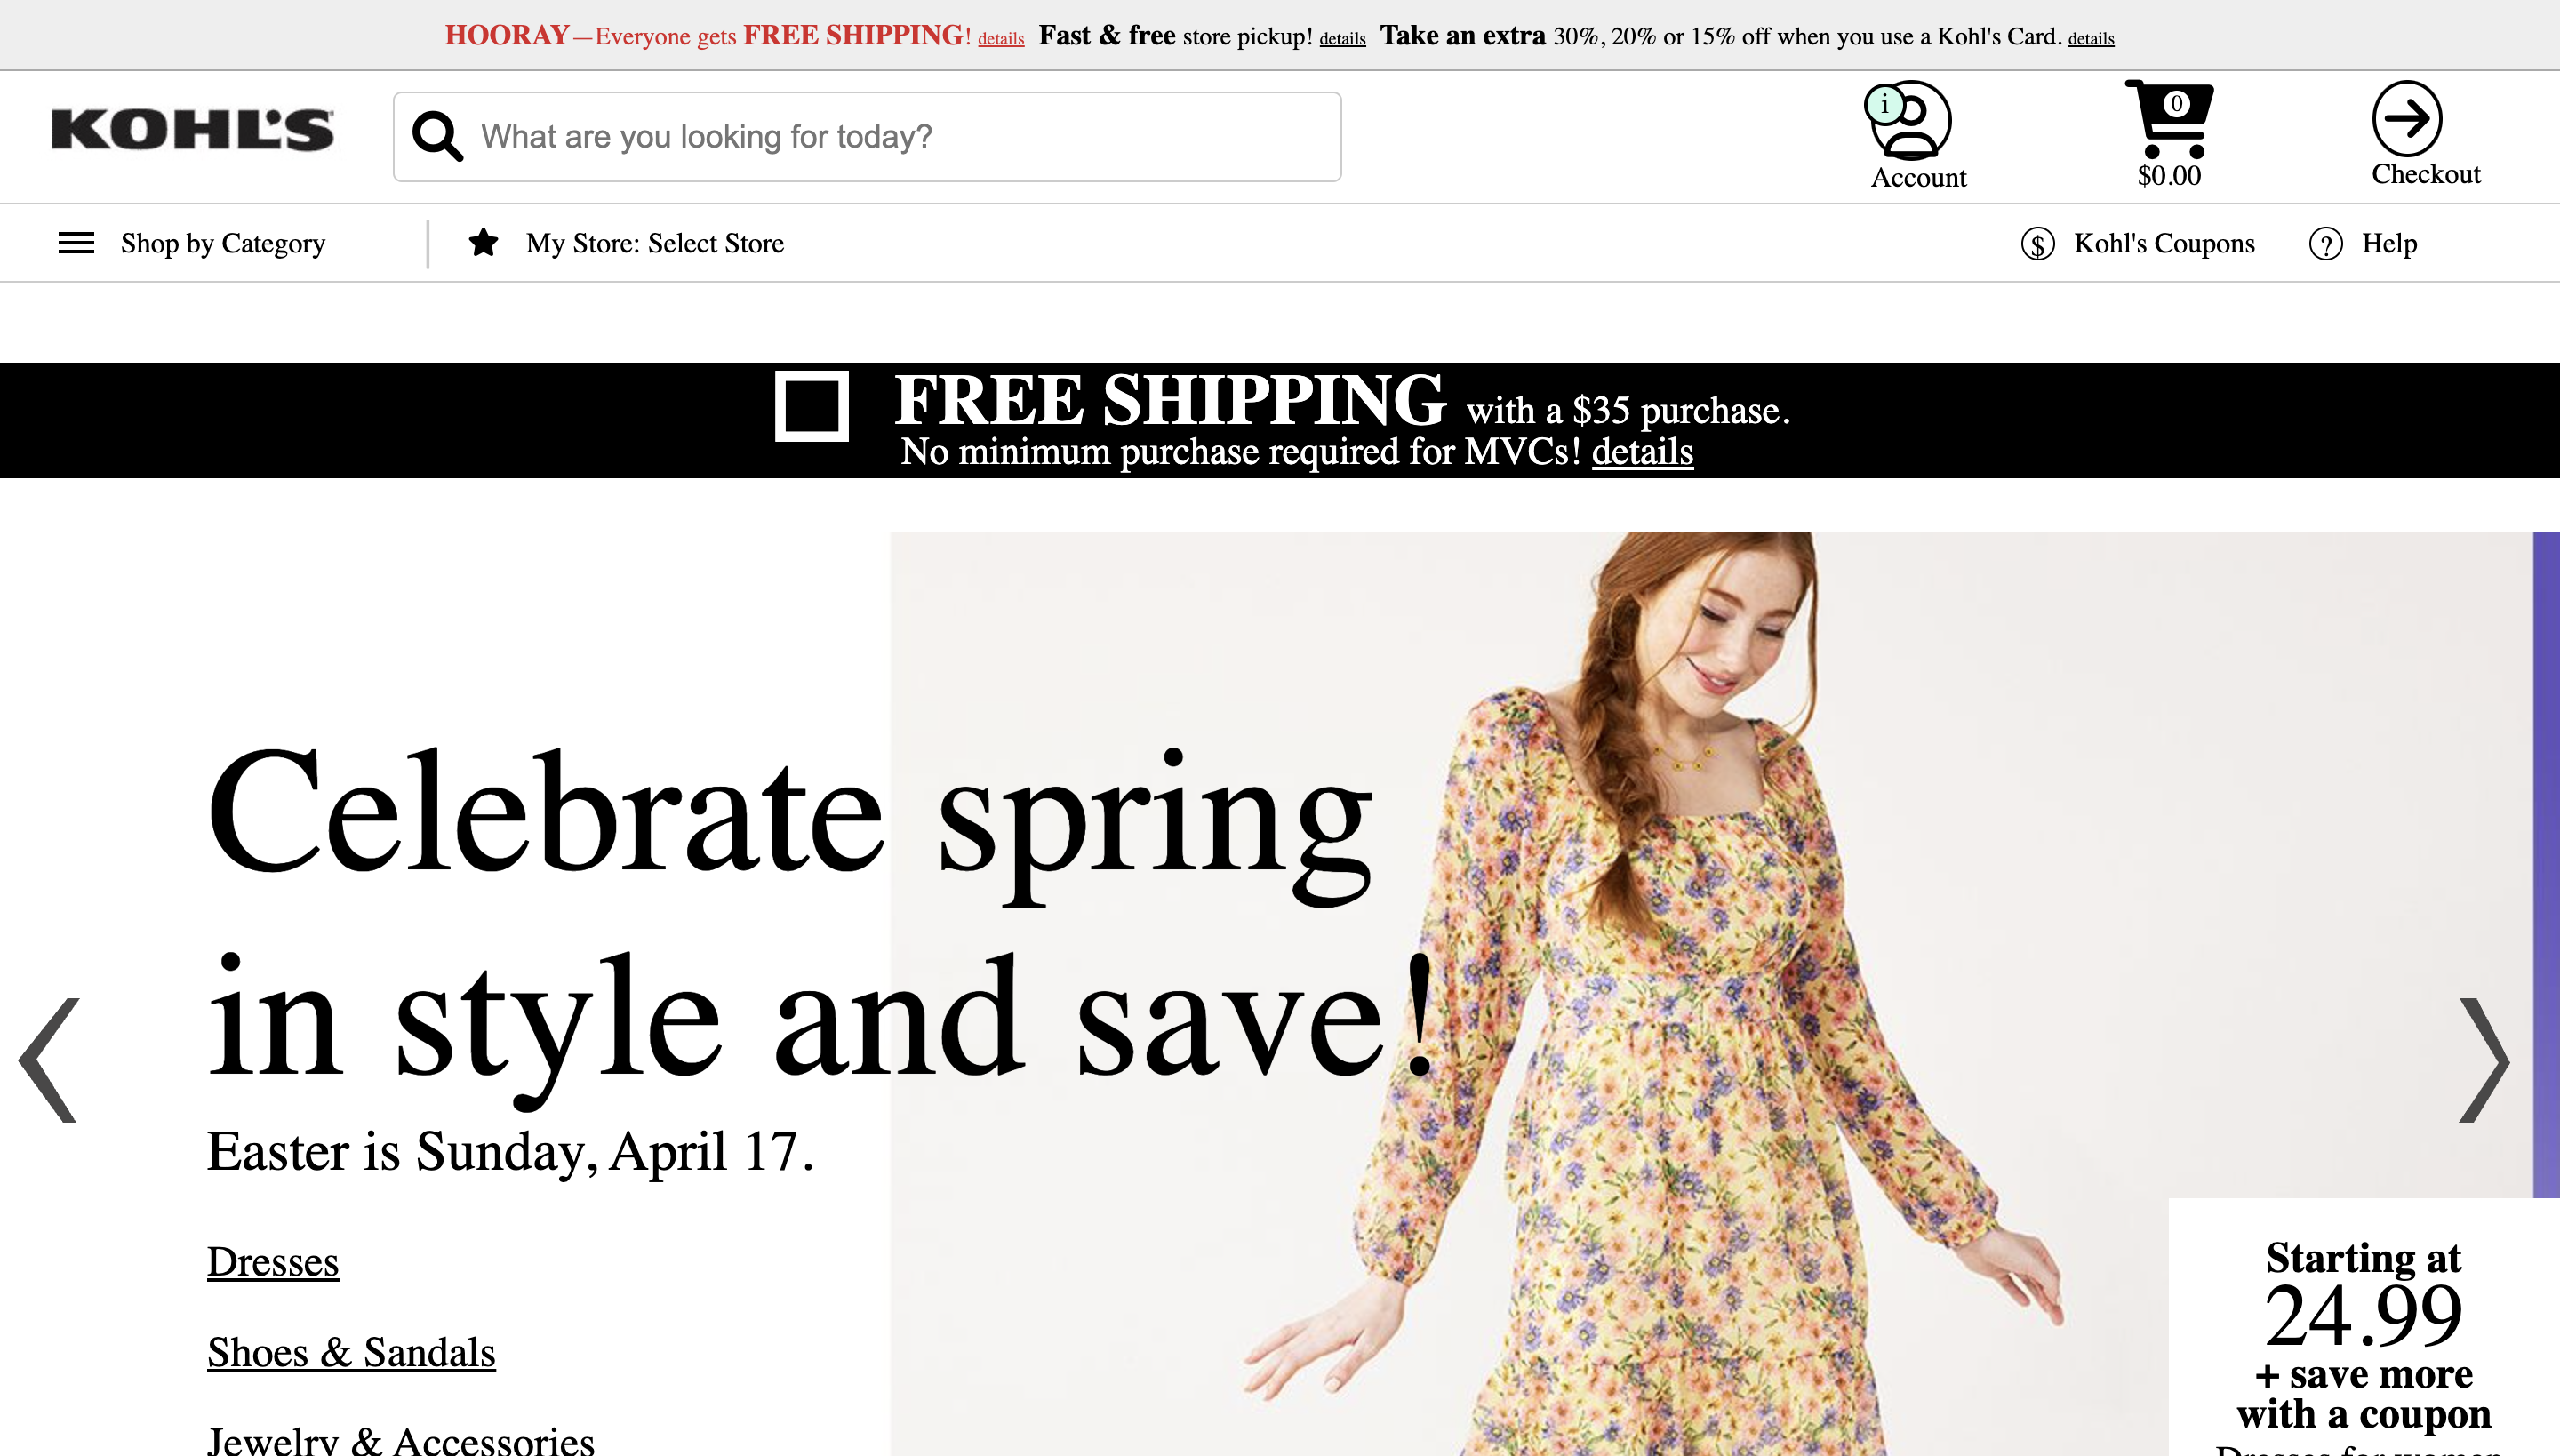 HOORAY—Everyone gets FREE SHIPPING! details Fast & free store pickup! details Take an extra 30%, 20% or 15% off when you use a Kohl's Card. details
KOHL'S
What are you looking for today?
i
Account
0
$0.00
Checkout
Shop by Category
My Store: Select Store
$ Kohl's Coupons
? Help
FREE SHIPPING with a $35 purchase.
No minimum purchase required for MVCs! details
Celebrate spring
in style and save!
Easter is Sunday, April 17.
Dresses
Shoes & Sandals
Jewelry & Accessories
Starting at
24.99
+ save more
with a coupon
Dresses for women